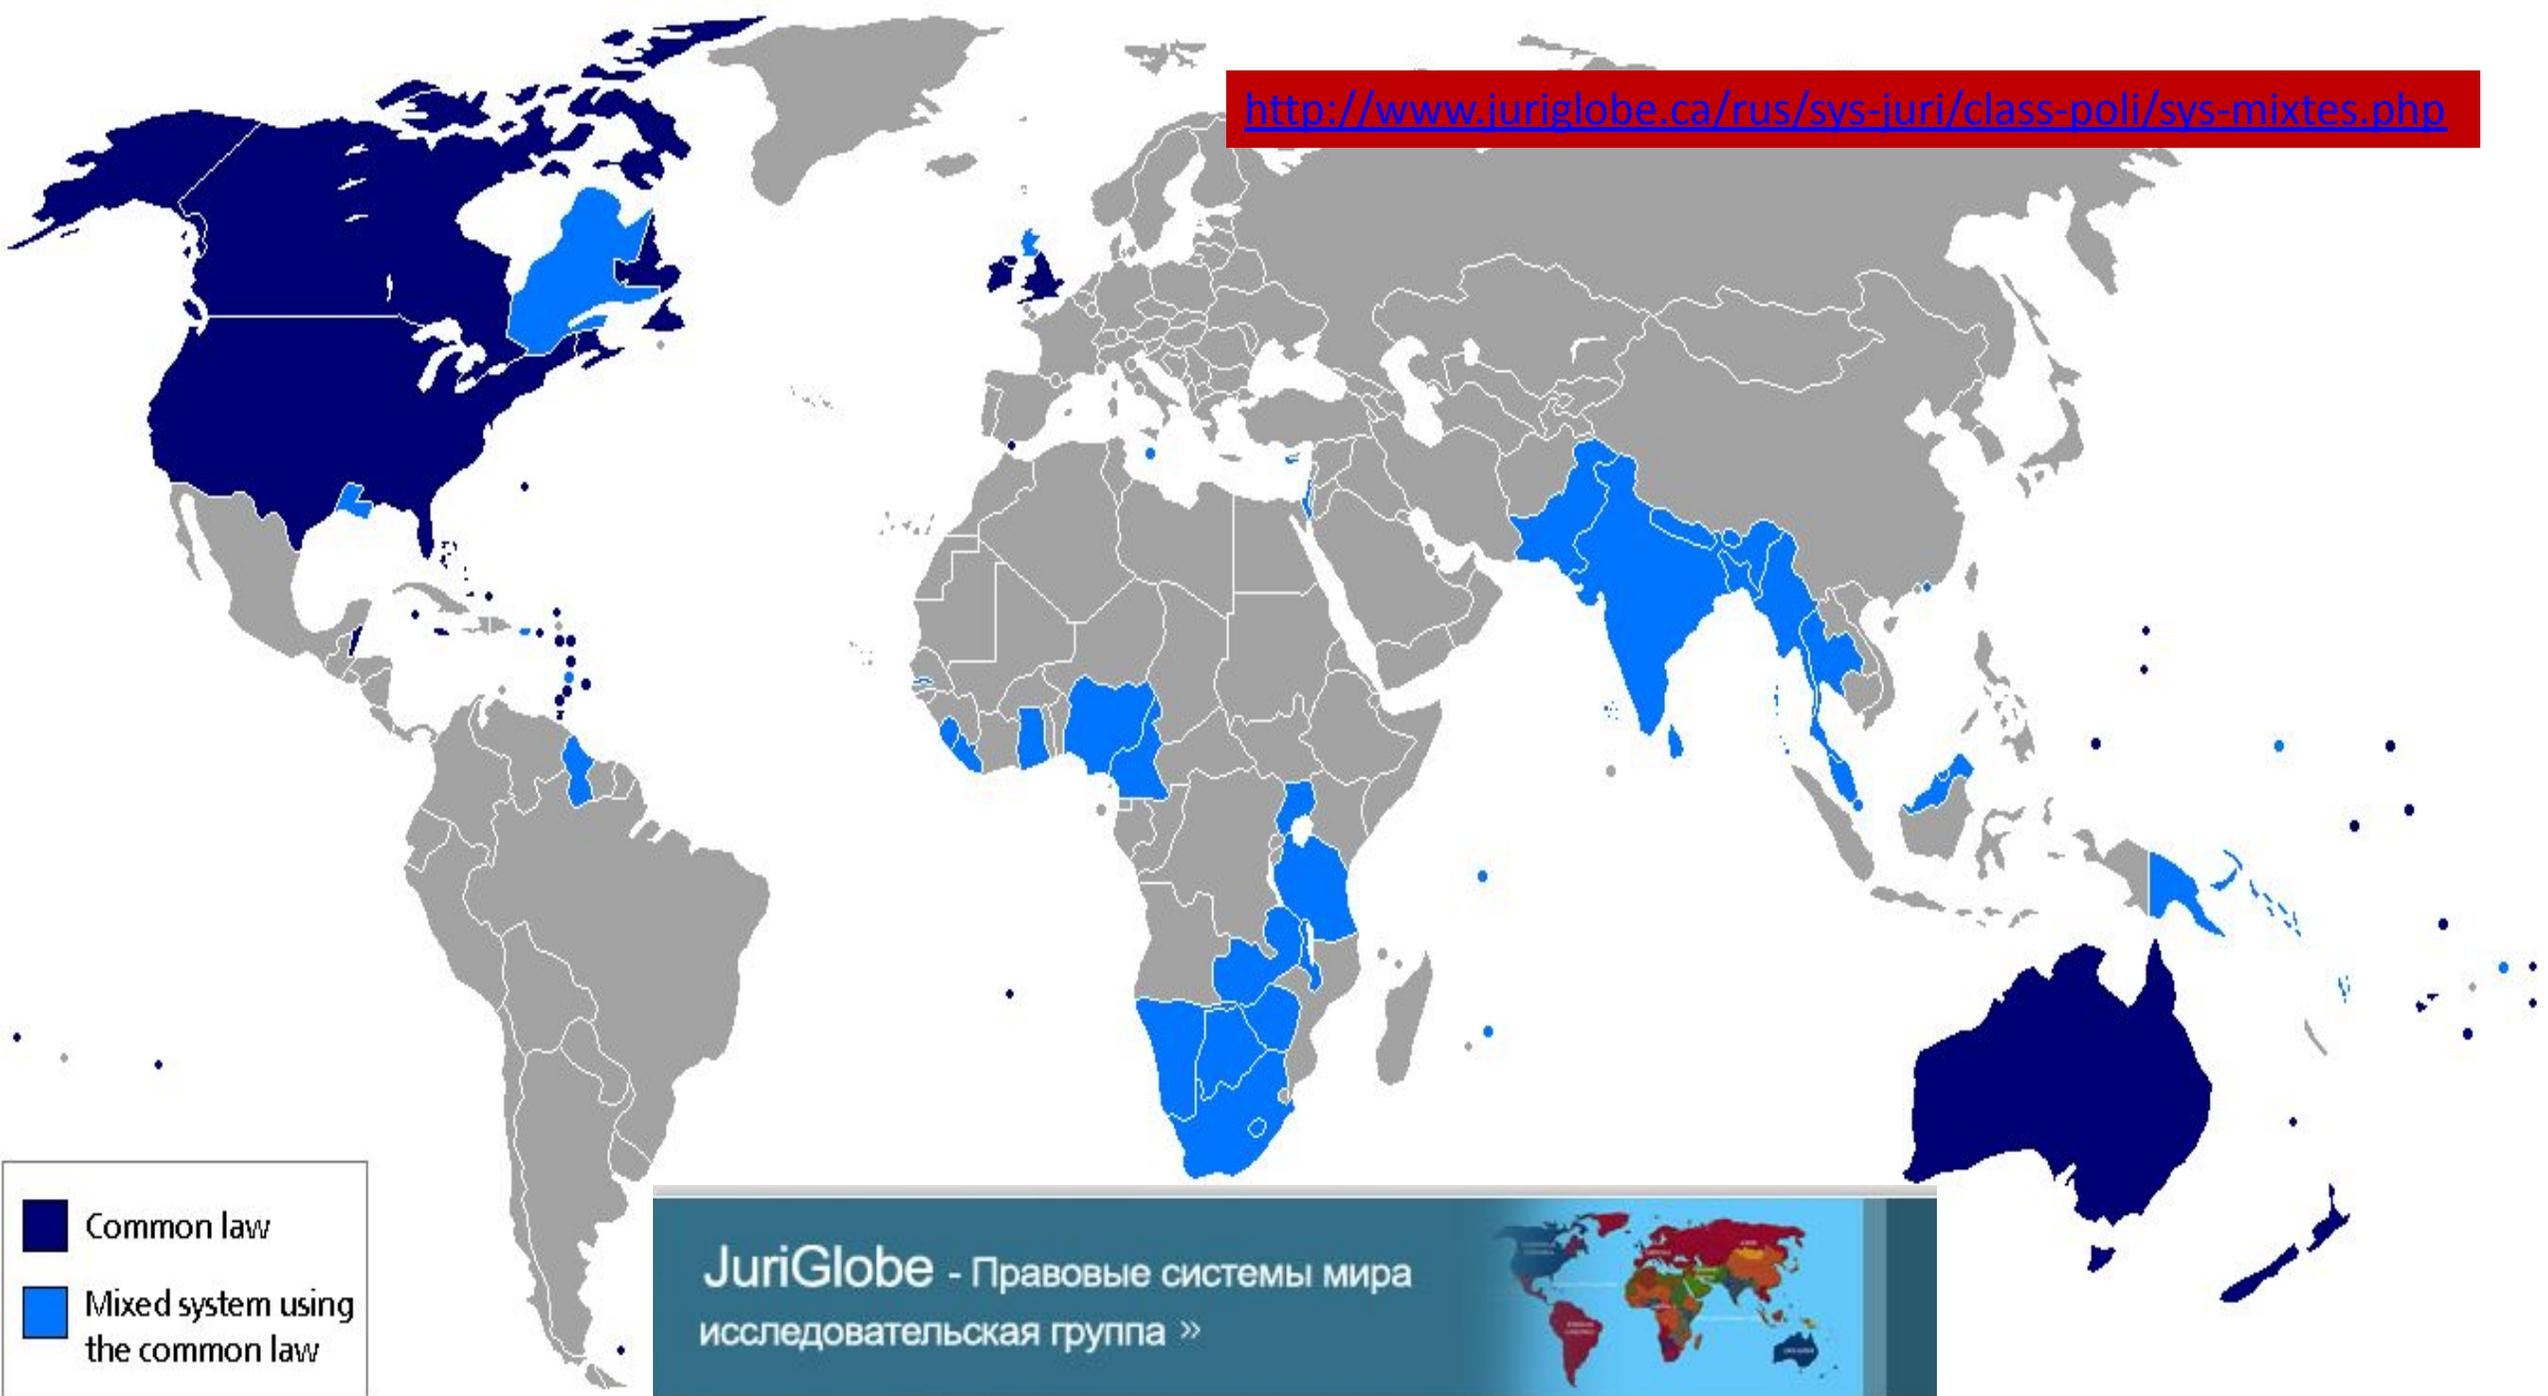 http://www.juriglobe.ca/rus/sys-juri/class-poli/sys-mixtes.php
Common law
Mixed system using
the common law
JuriGlobe - Правовые системы мира
исследовательская группа »